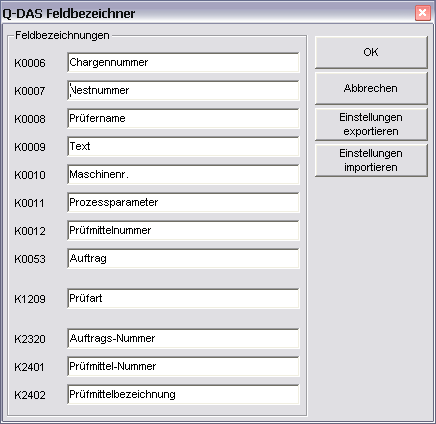 Q-DAS Feldbezeichner
Feldbezeichnungen
K0006 Chargennummer
K0007 Nestnummer
K0008 Prüfername
K0009 Text
K0010 Maschinenr.
K0011 Prozessparameter
K0012 Prüfmittelnummer
K0053 Auftrag
K1209 Prüfart
K2320 Auftrags-Nummer
K2401 Prüfmittel-Nummer
K2402 Prüfmittelbezeichnung
OK
Abbrechen
Einstellungen
exportieren
Einstellungen
importieren